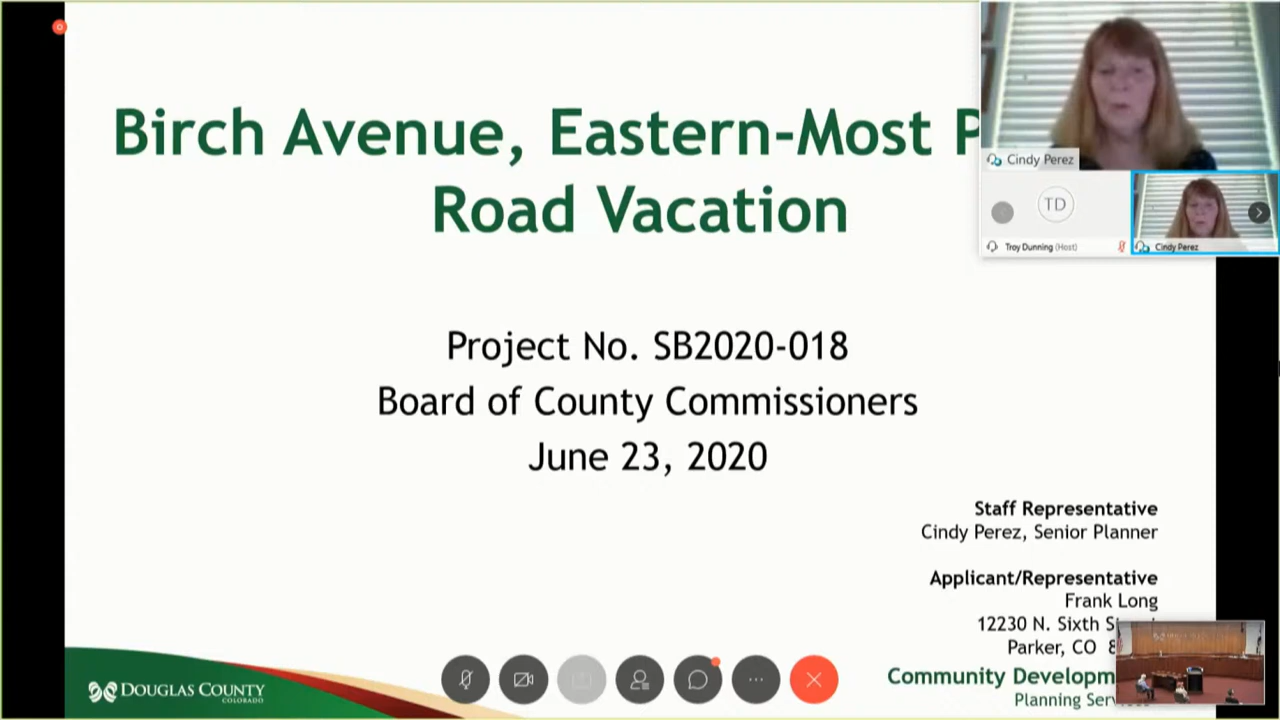 Birch Avenue, Eastern-Most
Road Vacation
Project No. SB2020-018
Board of County Commissioners
June 23, 2020
Staff Representative
Cindy Perez, Senior Planner
Applicant/Representative
Frank Long
12230 N. Sixth
Parker, CO
Community
Planning
DOUGLAS COUNTY
COLORADO
Cindy Perez
TD
Troy Dunning (Host)
Cindy Perez